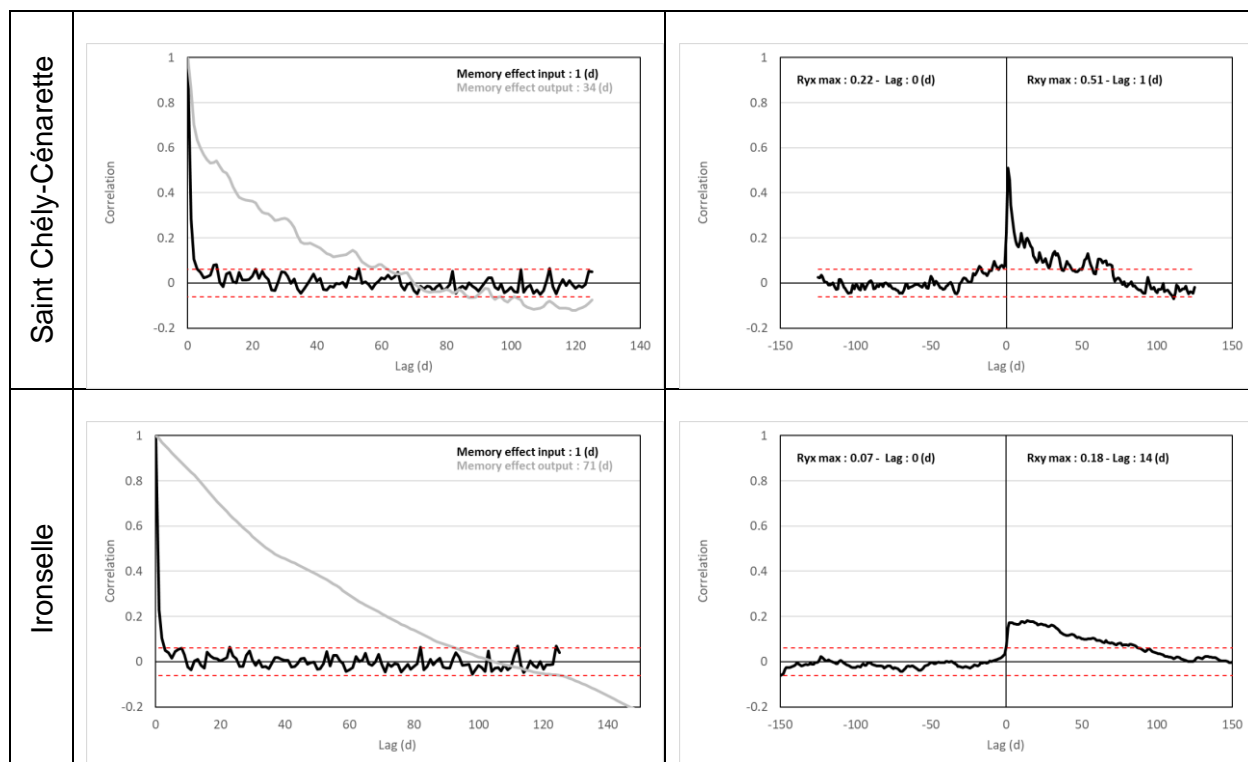 Saint Chély-Cénarette
1
0.8
0.6
0.4
0.2
0
-0.2
Correlation
Memory effect input : 1 (d)
Memory effect output : 34 (d)
0 20 40 60 80 100 120 140
Lag (d)
1
0.8
0.6
0.4
0.2
0
-0.2
Correlation
Ryx max : 0.22 - Lag : 0 (d)
Rxy max : 0.51 - Lag : 1 (d)
-150 -100 -50 0 50 100 150
Lag (d)
Ironselle
1
0.8
0.6
0.4
0.2
0
-0.2
Correlation
Memory effect input : 1 (d)
Memory effect output : 71 (d)
0 20 40 60 80 100 120 140
Lag (d)
1
0.8
0.6
0.4
0.2
0
-0.2
Correlation
Ryx max : 0.07 - Lag : 0 (d)
Rxy max : 0.18 - Lag : 14 (d)
-150 -100 -50 0 50 100 150
Lag (d)